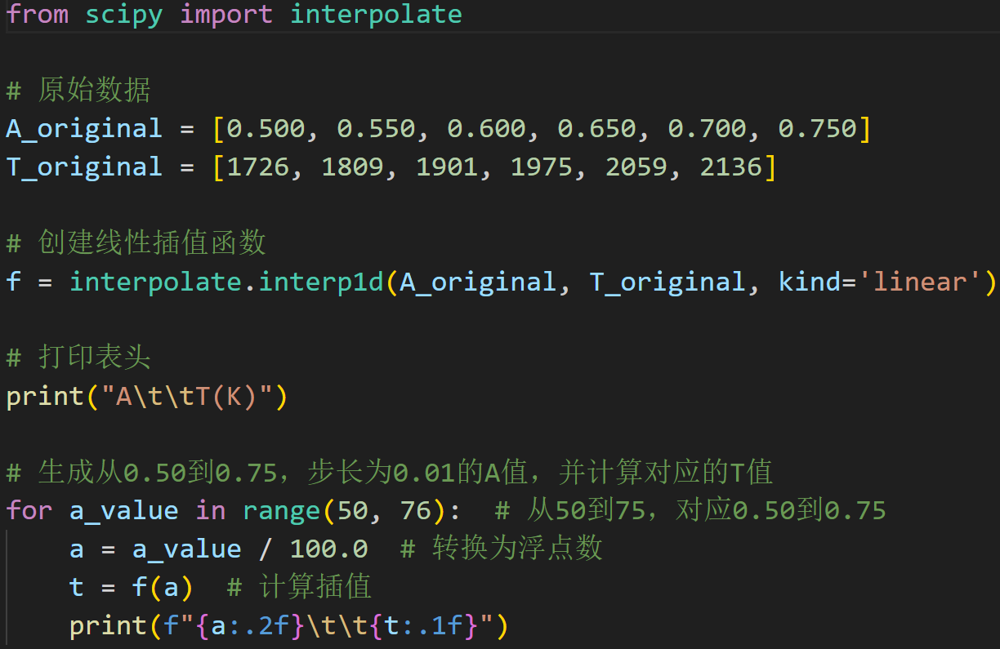 from scipy import interpolate
# 原始数据
A_original = [0.500, 0.550, 0.600, 0.650, 0.700, 0.750]
T_original = [1726, 1809, 1901, 1975, 2059, 2136]
# 创建线性插值函数
f = interpolate.interp1d(A_original, T_original, kind='linear')
# 打印表头
print("A\t\tT(K)")
# 生成从0.50到0.75，步长为0.01的A值，并计算对应的T值
for a_value in range(50, 76):  # 从50到75，对应0.50到0.75
    a = a_value / 100.0  # 转换为浮点数
    t = f(a)  # 计算插值
    print(f"{a:.2f}\t\t{t:.1f}")